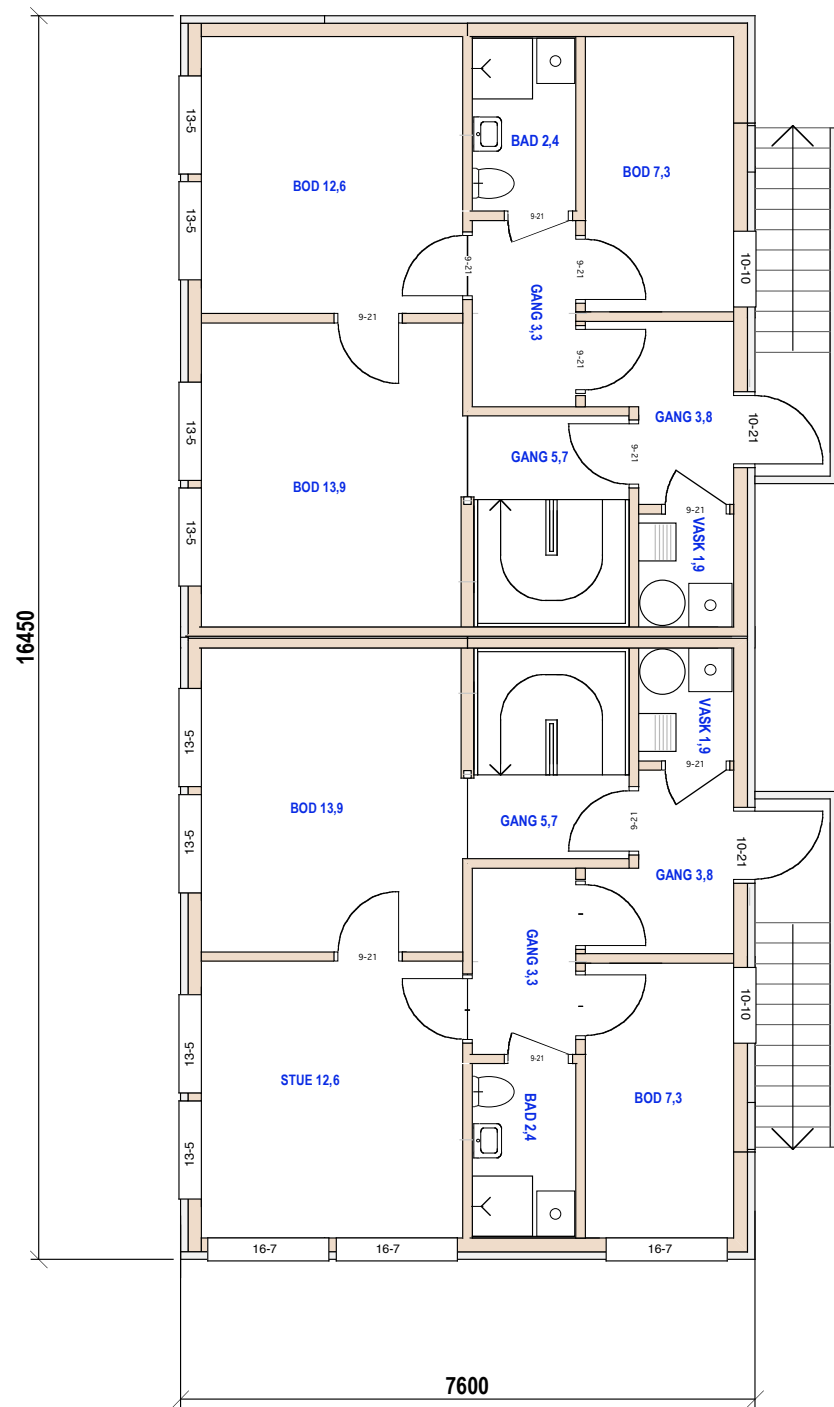 13-5
BAD 2,4
BOD 7,3
BOD 12,6
13-5
9-21
9-21
9-21
10-10
GANG 3,3
9-21
9-21
13-5
GANG 3,8
10-21
GANG 5,7
9-21
BOD 13,9
13-5
9-21
VASK 1,9
16450
VASK 1,9
13-5
9-21
BOD 13,9
GANG 5,7
9-21
13-5
10-21
GANG 3,8
GANG 3,3
9-21
10-10
13-5
9-21
STUE 12,6
BAD 2,4
BOD 7,3
13-5
16-7
16-7
16-7
7600